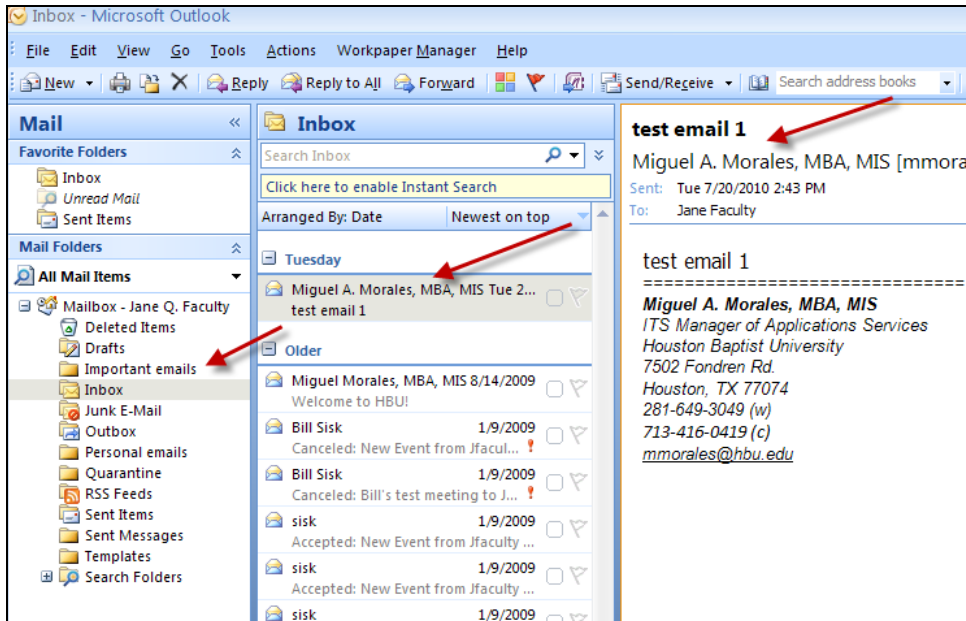 Inbox - Microsoft Outlook
File Edit View Go Tools Actions Workpaper Manager Help
New Reply Reply to All Forward Send/Receive Search address books
Mail
Favorite Folders
Inbox
Unread Mail
Sent Items
Mail Folders
All Mail Items
Mailbox - Jane Q. Faculty
Deleted Items
Drafts
Important emails
Inbox
Junk E-Mail
Outbox
Personal emails
Quarantine
RSS Feeds
Sent Items
Sent Messages
Templates
Search Folders
Inbox
Search Inbox
Click here to enable Instant Search
Arranged By: Date Newest on top
Tuesday
Miguel A. Morales, MBA, MIS Tue 2...
test email 1
Older
Miguel Morales, MBA, MIS 8/14/2009
Welcome to HBU!
Bill Sisk 1/9/2009
Canceled: New Event from Jfacul...
Bill Sisk 1/9/2009
Canceled: Bill's test meeting to J...
sisk 1/9/2009
Accepted: New Event from Jfaculty ...
sisk 1/9/2009
Accepted: New Event from Jfaculty ...
sisk 1/9/2009
test email 1
Miguel A. Morales, MBA, MIS [mmora
Sent: Tue 7/20/2010 2:43 PM
To: Jane Faculty
test email 1
==============================
Miguel A. Morales, MBA, MIS
ITS Manager of Applications Services
Houston Baptist University
7502 Fondren Rd.
Houston, TX 77074
281-649-3049 (w)
713-416-0419 (c)
mmorales@hbu.edu